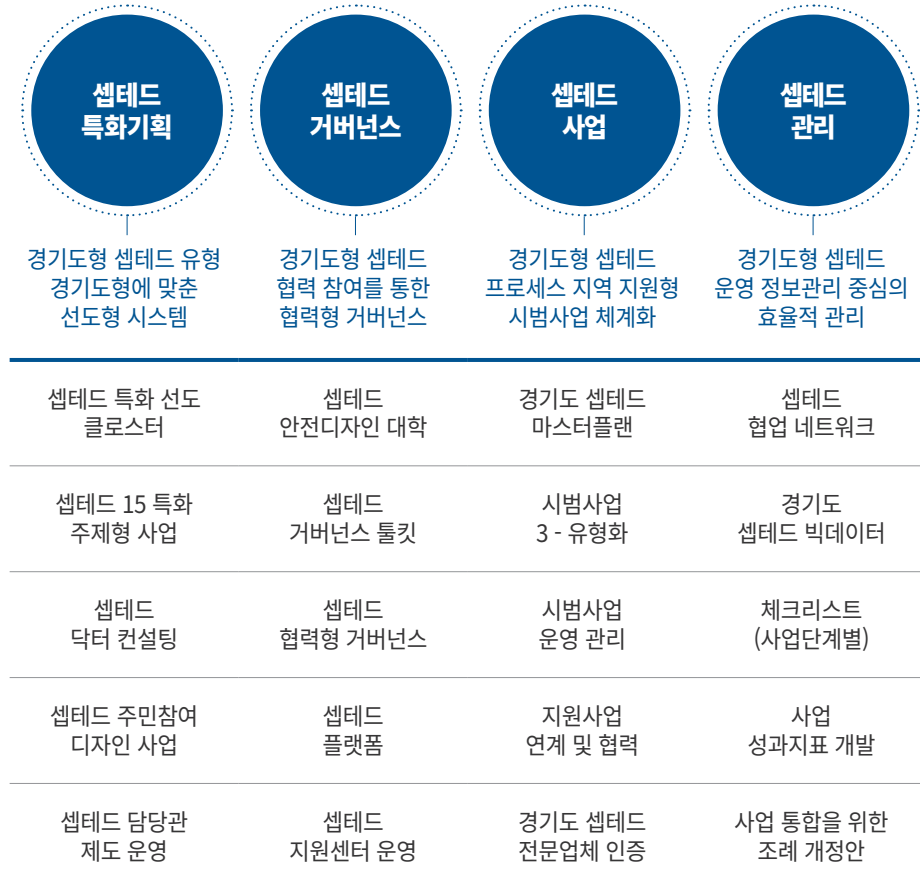 셉테드
특화기획
셉테드
거버넌스
셉테드
사업
셉테드
관리
경기도형 셉테드 유형
경기도형에 맞춘
선도형 시스템
경기도형 셉테드
협력 참여를 통한
협력형 거버넌스
경기도형 셉테드
프로세스 지역 지원형
시범사업 체계화
경기도형 셉테드
운영 정보관리 중심의
효율적 관리
셉테드 특화 선도
클로스터
셉테드
안전디자인 대학
경기도 셉테드
마스터플랜
셉테드
협업 네트워크
셉테드 15 특화
주제형 사업
셉테드
거버넌스 툴킷
시범사업
3 - 유형화
경기도
셉테드 빅데이터
셉테드
닥터 컨설팅
셉테드
협력형 거버넌스
시범사업
운영 관리
체크리스트
(사업단계별)
셉테드 주민참여
디자인 사업
셉테드
플랫폼
지원사업
연계 및 협력
사업
성과지표 개발
셉테드 담당관
제도 운영
셉테드
지원센터 운영
경기도 셉테드
전문업체 인증
사업 통합을 위한
조례 개정안